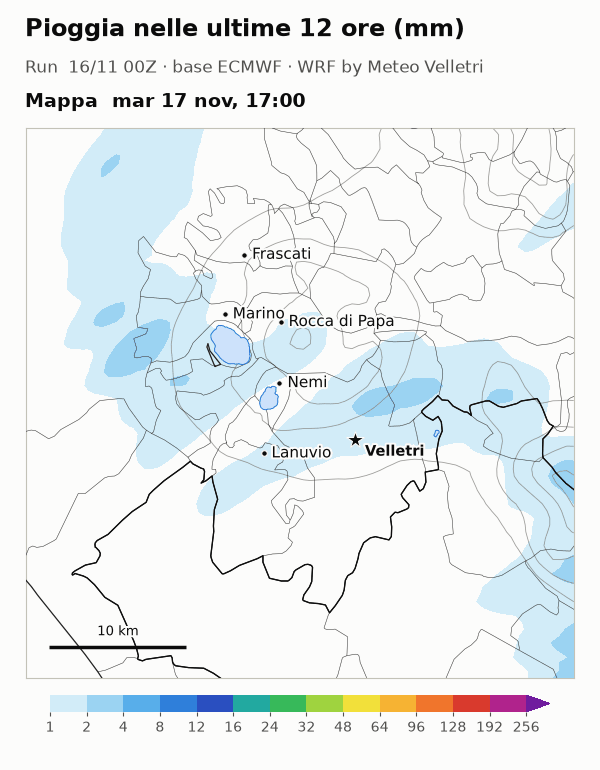 Pioggia nelle ultime 12 ore (mm)
Run  16/11 00Z · base ECMWF · WRF by Meteo Velletri
Mappa  mar 17 nov, 17:00
Frascati
Marino
Rocca di Papa
Nemi
Velletri
Lanuvio
10 km
1 2 4 8 12 16 24 32 48 64 96 128 192 256